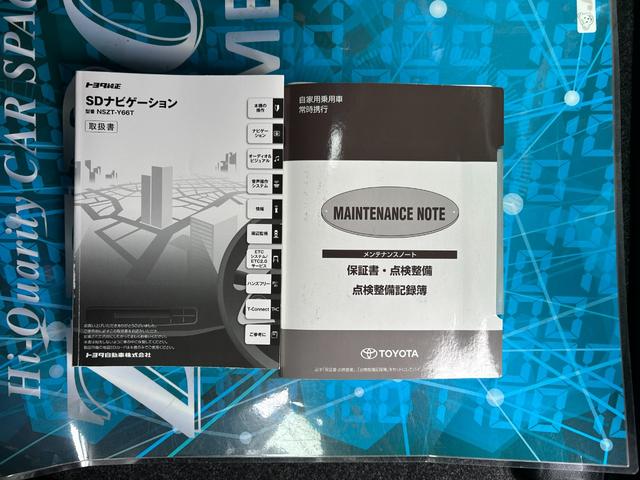 Hi-Quarity CAR SPAC
トヨタ純正
SDナビゲーション
型番 NSZT-Y66T
取扱書
本機の
操作
ナビゲー
ション
オーディオ&
ビジュアル
音声操作
システム
情報
周辺監視
ETC
システム/
ETC2.0
サービス
ハンズフリー
T-Connect
ご参考に
トヨタ自動車株式会社
自家用乗用車
常時携行
MAINTENANCE NOTE
メンテナンスノート
保証書・点検整備
点検整備記録簿
TOYOTA